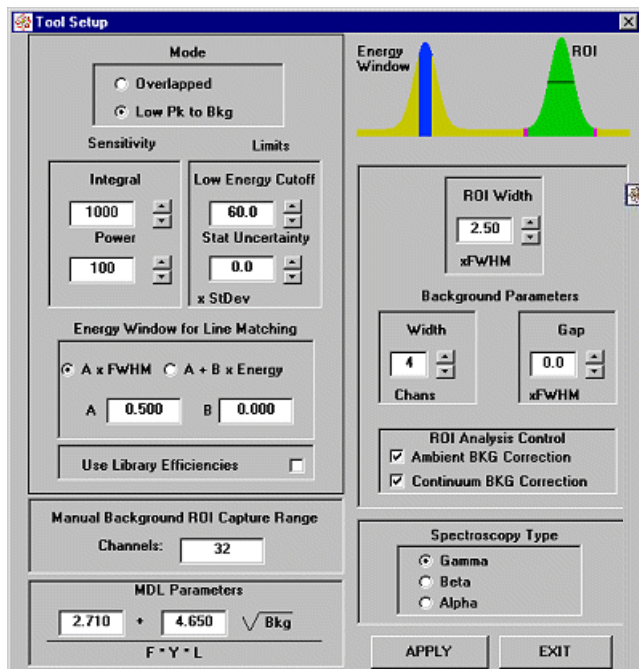 Tool Setup
Mode
Overlapped
Low Pk to Bkg
Sensitivity
Limits
Integral
1000
Power
100
Low Energy Cutoff
60.0
Stat Uncertainty
0.0
x StDev
Energy Window for Line Matching
A x FWHM
A + B x Energy
A 0.500 B 0.000
Use Library Efficiencies
Manual Background ROI Capture Range
Channels: 32
MDL Parameters
2.710 + 4.650 √Bkg
F * Y * L
Energy
Window
ROI
ROI Width
2.50
xFWHM
Background Parameters
Width
4
Chans
Gap
0.0
xFWHM
ROI Analysis Control
Ambient BKG Correction
Continuum BKG Correction
Spectroscopy Type
Gamma
Beta
Alpha
APPLY
EXIT